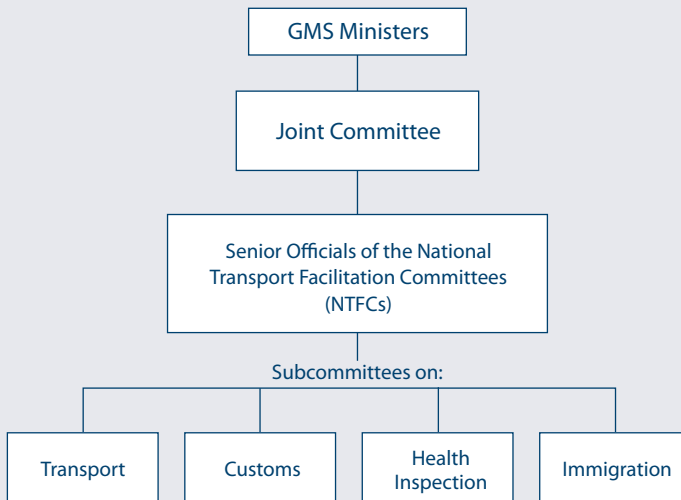 GMS Ministers
Joint Committee
Senior Officials of the National
Transport Facilitation Committees
(NTFCs)
Subcommittees on:
Transport
Customs
Health
Inspection
Immigration